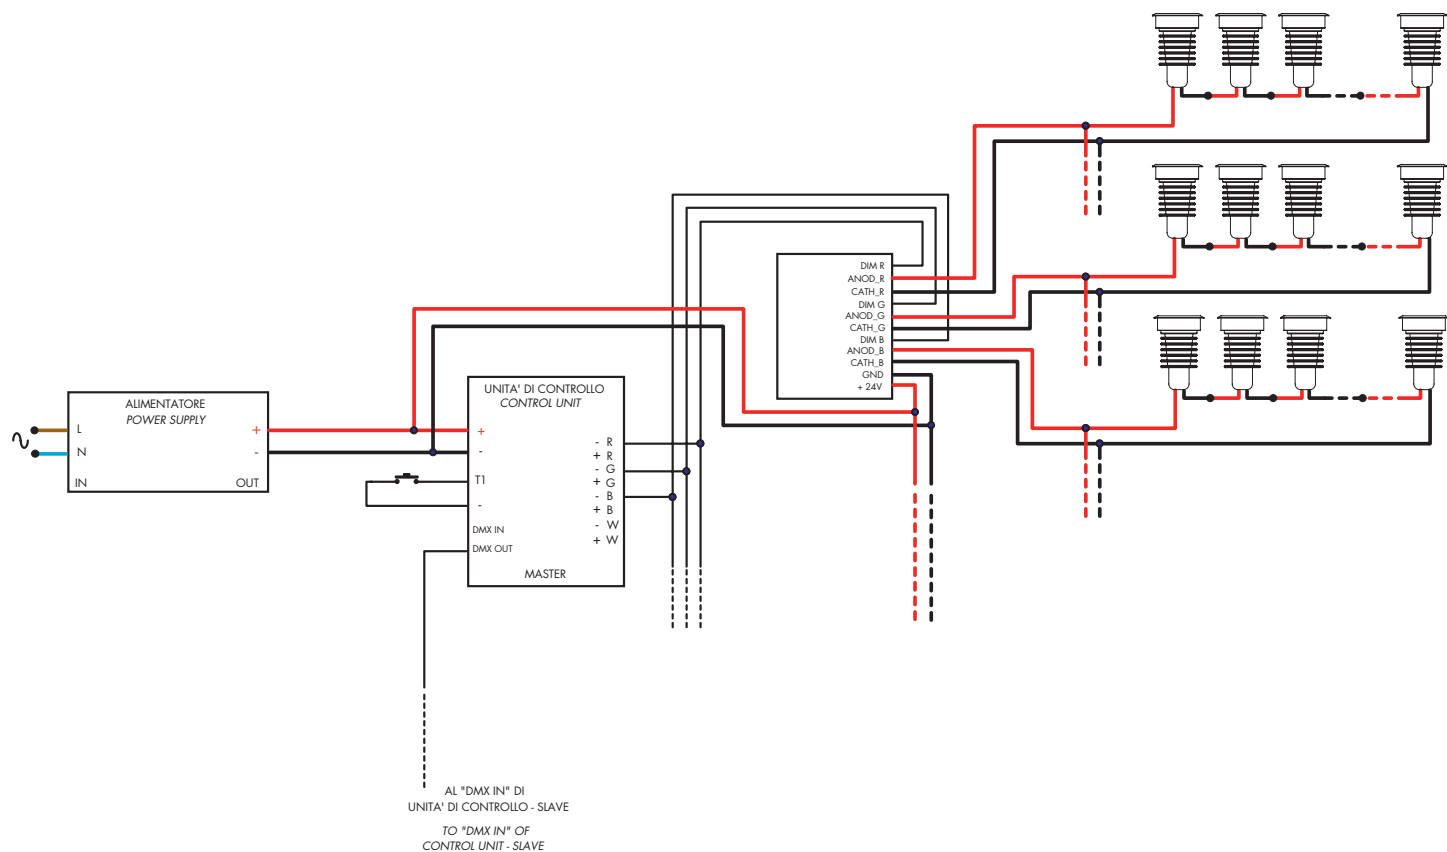 ALIMENTATORE
POWER SUPPLY
L
N
IN
+
-
OUT
UNITA' DI CONTROLLO
CONTROL UNIT
+
-
T1
-
DMX IN
DMX OUT
- R
+ R
- G
+ G
- B
+ B
- W
+ W
MASTER
DIM R
ANOD_R
CATH_R
DIM G
ANOD_G
CATH_G
DIM B
ANOD_B
CATH_B
GND
+ 24V
AL "DMX IN" DI
UNITA' DI CONTROLLO - SLAVE
TO "DMX IN" OF
CONTROL UNIT - SLAVE